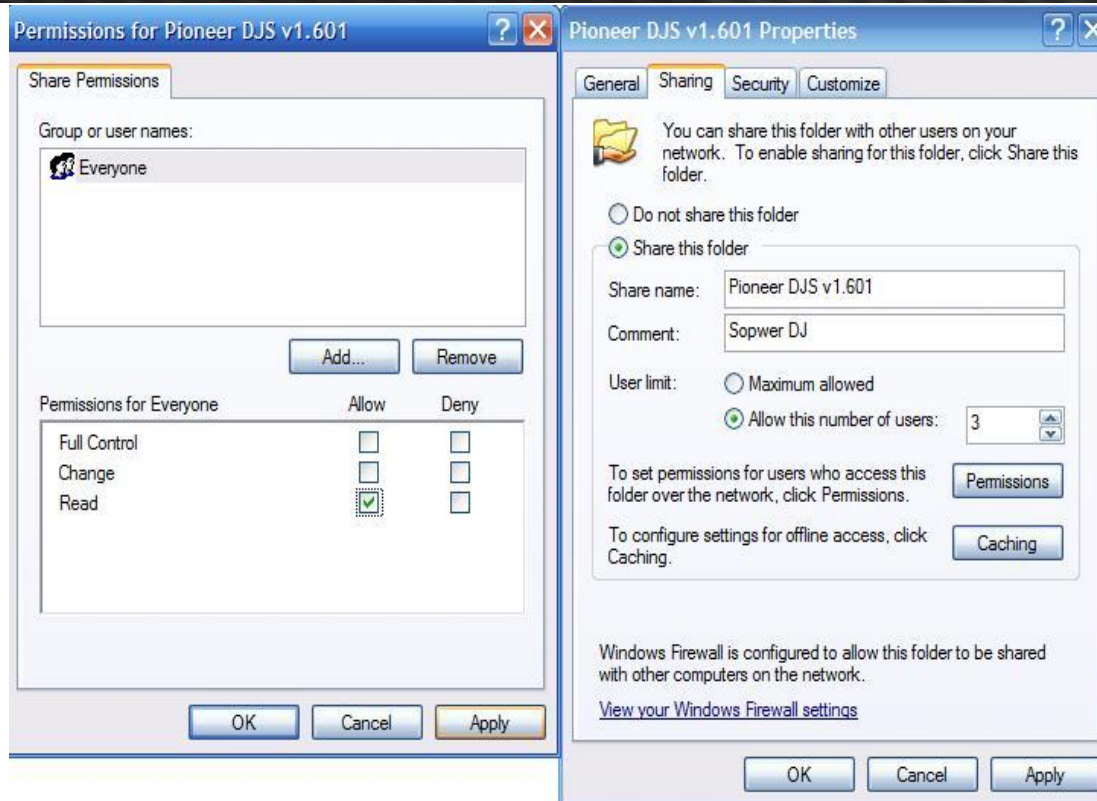 Permissions for Pioneer DJS v1.601
Share Permissions
Group or user names:
Everyone
Add... Remove
Permissions for Everyone Allow Deny
Full Control
Change
Read
OK Cancel Apply
Pioneer DJS v1.601 Properties
General Sharing Security Customize
You can share this folder with other users on your
network. To enable sharing for this folder, click Share this
folder.
Do not share this folder
Share this folder
Share name: Pioneer DJS v1.601
Comment: Sopwer DJ
User limit: Maximum allowed
Allow this number of users: 3
To set permissions for users who access this
folder over the network, click Permissions.
Permissions
To configure settings for offline access, click
Caching.
Caching
Windows Firewall is configured to allow this folder to be shared
with other computers on the network.
View your Windows Firewall settings
OK Cancel Apply